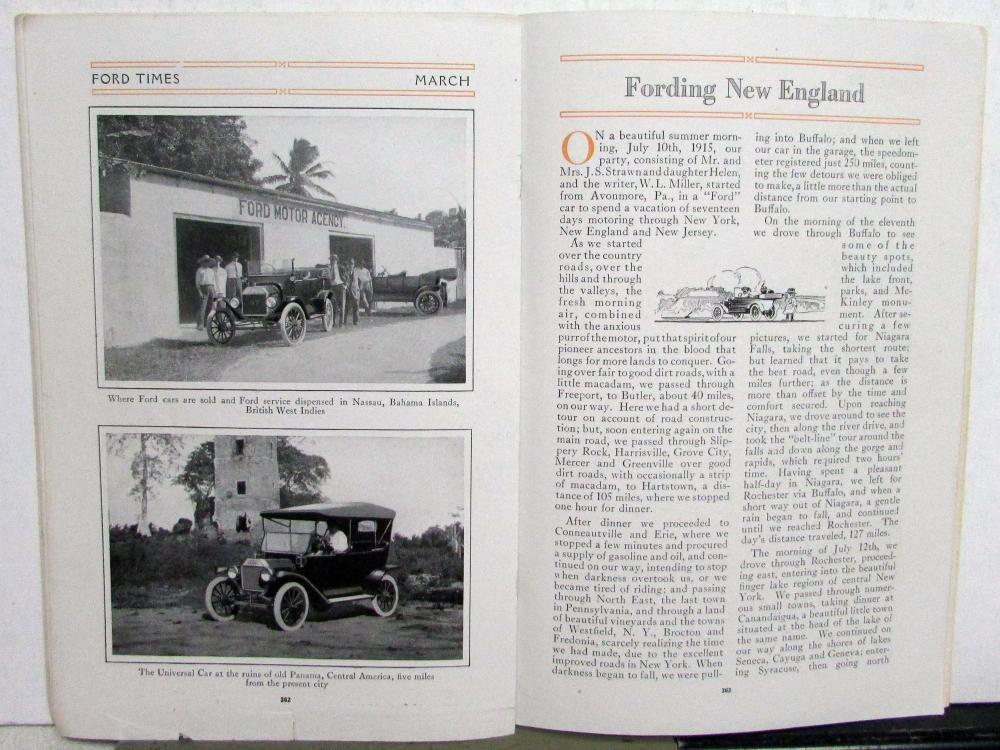 FORD TIMES
MARCH
FORD MOTOR AGENCY.
Where Ford cars are sold and Ford service dispensed in Nassau, Bahama Islands,
British West Indies
The Universal Car at the ruins of old Panama, Central America, five miles
from the present city
362
Fording New England
ON a beautiful summer morn-
ing, July 10th, 1915, our
party, consisting of Mr. and
Mrs. J. S. Strawn and daughter Helen,
and the writer, W. L. Miller, started
from Avonmore, Pa., in a "Ford"
car to spend a vacation of seventeen
days motoring through New York,
New England and New Jersey.
As we started
over the country
roads, over the
hills and through
the valleys, the
fresh morning
air, combined
with the anxious
purr of the motor, put that spirit of our
pioneer ancestors in the blood that
longs for more lands to conquer. Go-
ing over fair to good dirt roads, with a
little macadam, we passed through
Freeport, to Butler, about 40 miles,
on our way. Here we had a short de-
tour on account of road construc-
tion; but, soon entering again on the
main road, we passed through Slip-
pery Rock, Harrisville, Grove City,
Mercer and Greenville over good
dirt roads, with occasionally a strip
of macadam, to Hartstown, a dis-
tance of 105 miles, where we stopped
one hour for dinner.
After dinner we proceeded to
Conneautville and Erie, where we
stopped a few minutes and procured
a supply of gasoline and oil, and con-
tinued on our way, intending to stop
when darkness overtook us, or we
became tired of riding; and passing
through North East, the last town
in Pennsylvania, and through a land
of beautiful vineyards and the towns
of Westfield, N. Y., Brocton and
Fredonia, scarcely realizing the time
we had made, due to the excellent
improved roads in New York. When
darkness began to fall, we were pull-
ing into Buffalo; and when we left
our car in the garage, the speedom-
eter registered just 250 miles, count-
ing the few detours we were obliged
to make, a little more than the actual
distance from our starting point to
Buffalo.
On the morning of the eleventh
we drove through Buffalo to see
some of the
beauty spots,
which included
the lake front,
parks, and Mc-
Kinley monu-
ment. After se-
curing a few
pictures, we started for Niagara
Falls, taking the shortest route;
but learned that it pays to take
the best road, even though a few
miles further; as the distance is
more than offset by the time and
comfort secured. Upon reaching
Niagara, we drove around to see the
city, then along the river drive, and
took the "belt-line" tour around the
falls and down along the gorge and
rapids, which required two hours'
time. Having spent a pleasant
half-day in Niagara, we left for
Rochester via Buffalo, and when a
short way out of Niagara, a gentle
rain began to fall, and continued
until we reached Rochester. The
day's distance traveled, 127 miles.
The morning of July 12th, we
drove through Rochester, proceed-
ing east, entering into the beautiful
finger lake regions of central New
York. We passed through numer-
ous small towns, taking dinner at
Canandaigua, a beautiful little town
situated at the head of the lake of
the same name. We continued on
our way along the shores of lakes
Seneca, Cayuga and Geneva; enter-
ing Syracuse, then going north
363